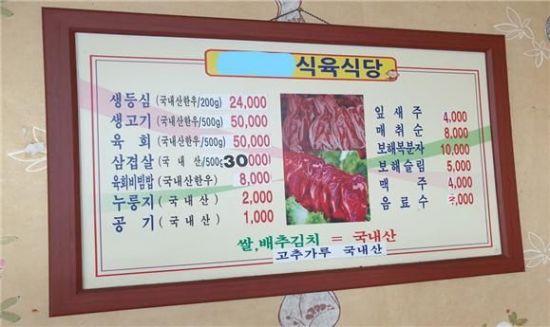 식육식당
생등심 (국내산한우/200g) 24,000
생고기 (국내산한우/500g) 50,000
육 회 (국내산한우/500g) 50,000
삼겹살 (국 내 산/500g) 30,000
육회비빔밥 (국내산한우) 8,000
누룽지 (국내산) 2,000
공 기 (국내산) 1,000
잎 새 주 4,000
매 취 순 8,000
보해복분자 10,000
보해슬림 5,000
맥 주 4,000
음 료 수
쌀,배추김치 = 국내산
고추가루 국내산